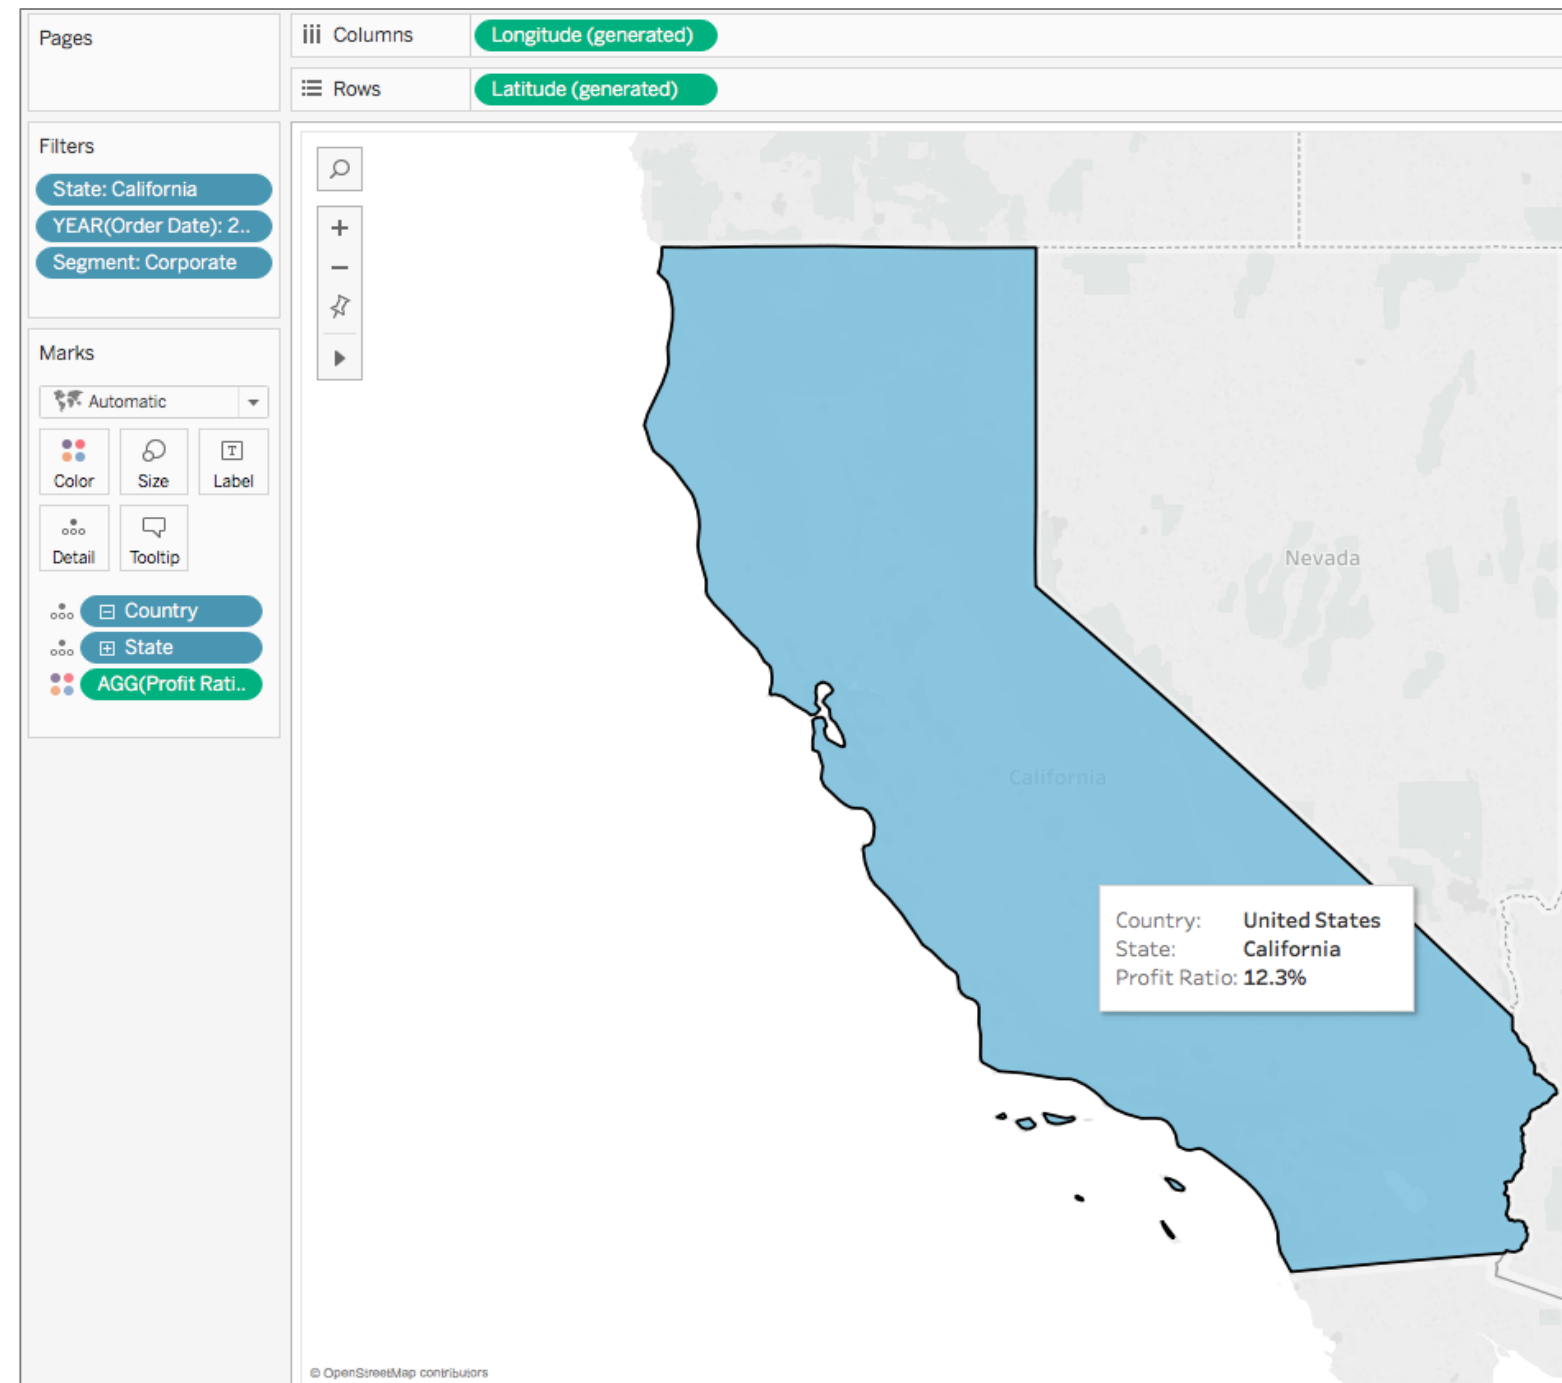 Pages
Columns Longitude (generated)
Rows Latitude (generated)
Filters
State: California
YEAR(Order Date): 2..
Segment: Corporate
Marks
Automatic
Color Size Label
Detail Tooltip
Country
State
AGG(Profit Rati..
Nevada
California
Country: United States
State: California
Profit Ratio: 12.3%
© OpenStreetMap contributors